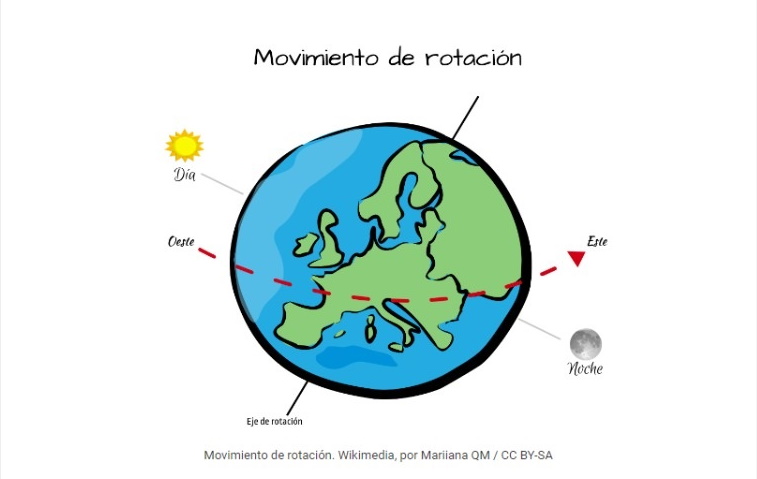 Movimiento de rotación
Día
Oeste
Este
Noche
Eje de rotación
Movimiento de rotación. Wikimedia, por Mariiana QM / CC BY-SA